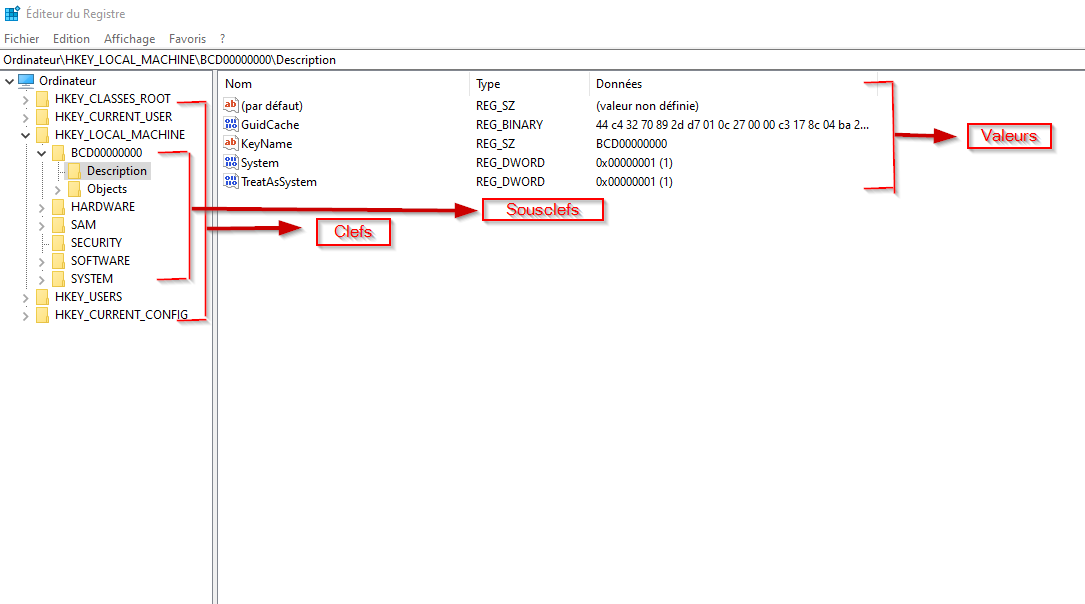 Éditeur du Registre
Fichier Edition Affichage Favoris ?
Ordinateur\HKEY_LOCAL_MACHINE\BCD00000000\Description
Ordinateur
HKEY_CLASSES_ROOT
HKEY_CURRENT_USER
HKEY_LOCAL_MACHINE
BCD00000000
Description
Objects
HARDWARE
SAM
SECURITY
SOFTWARE
SYSTEM
HKEY_USERS
HKEY_CURRENT_CONFIG
Nom Type Données
(par défaut) REG_SZ (valeur non définie)
GuidCache REG_BINARY 44 c4 32 70 89 2d d7 01 0c 27 00 00 c3 17 8c 04 ba 2...
KeyName REG_SZ BCD00000000
System REG_DWORD 0x00000001 (1)
TreatAsSystem REG_DWORD 0x00000001 (1)
Valeurs
Sousclefs
Clefs